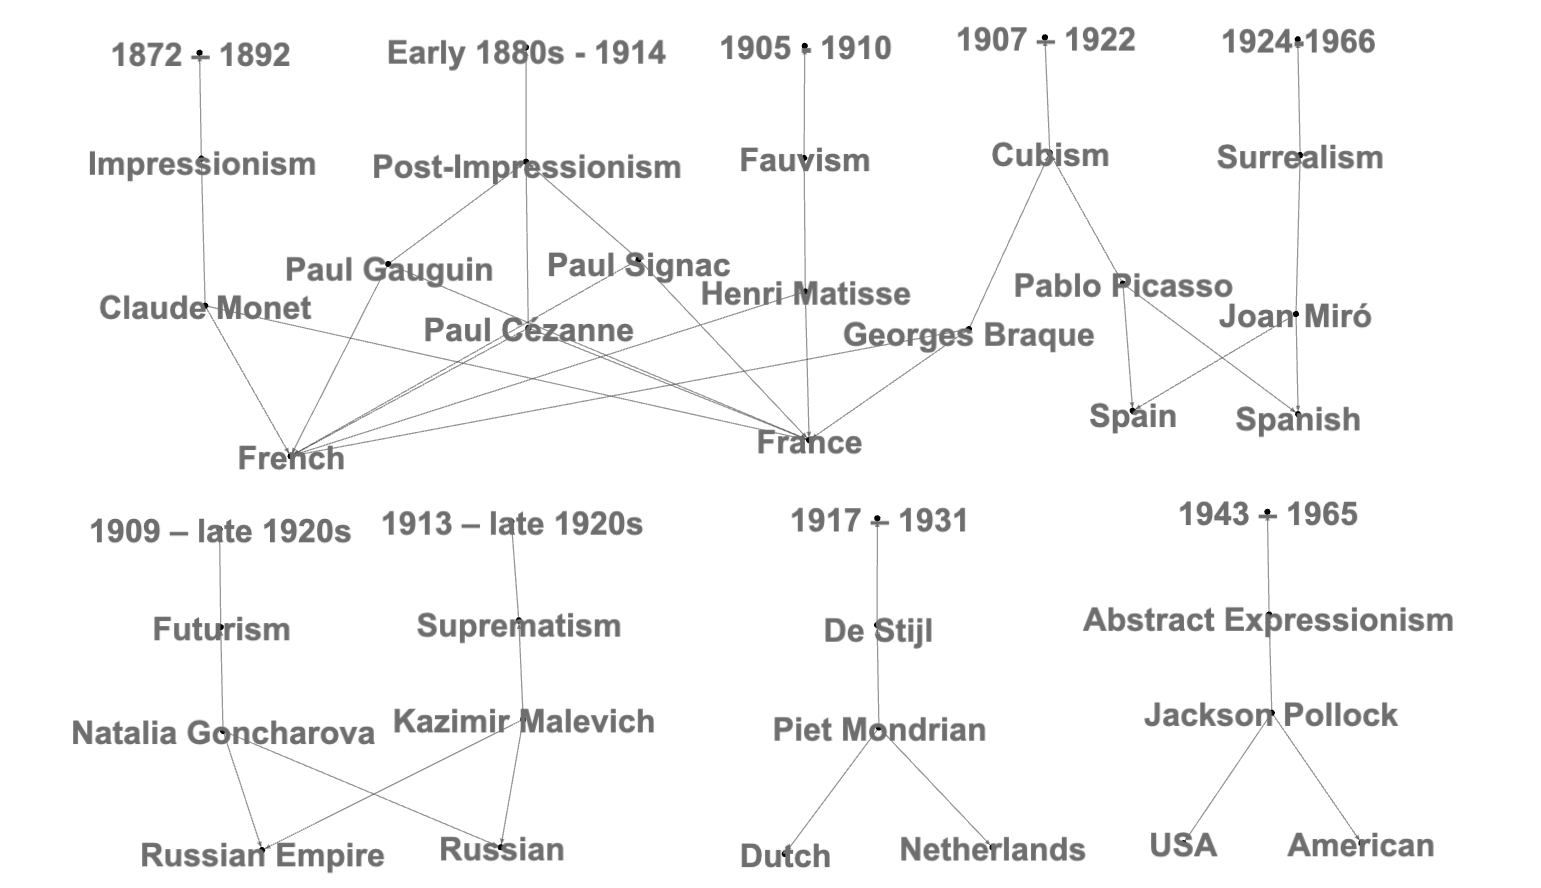 1872 – 1892
Early 1880s - 1914
1905 - 1910
1907 – 1922
1924-1966
Impressionism
Post-Impressionism
Fauvism
Cubism
Surrealism
Paul Gauguin
Paul Signac
Claude Monet
Henri Matisse
Pablo Picasso
Joan Miró
Paul Cézanne
Georges Braque
French
France
Spain
Spanish
1909 – late 1920s
1913 – late 1920s
1917 – 1931
1943 – 1965
Futurism
Suprematism
De Stijl
Abstract Expressionism
Natalia Goncharova
Kazimir Malevich
Piet Mondrian
Jackson Pollock
Russian Empire
Russian
Dutch
Netherlands
USA
American